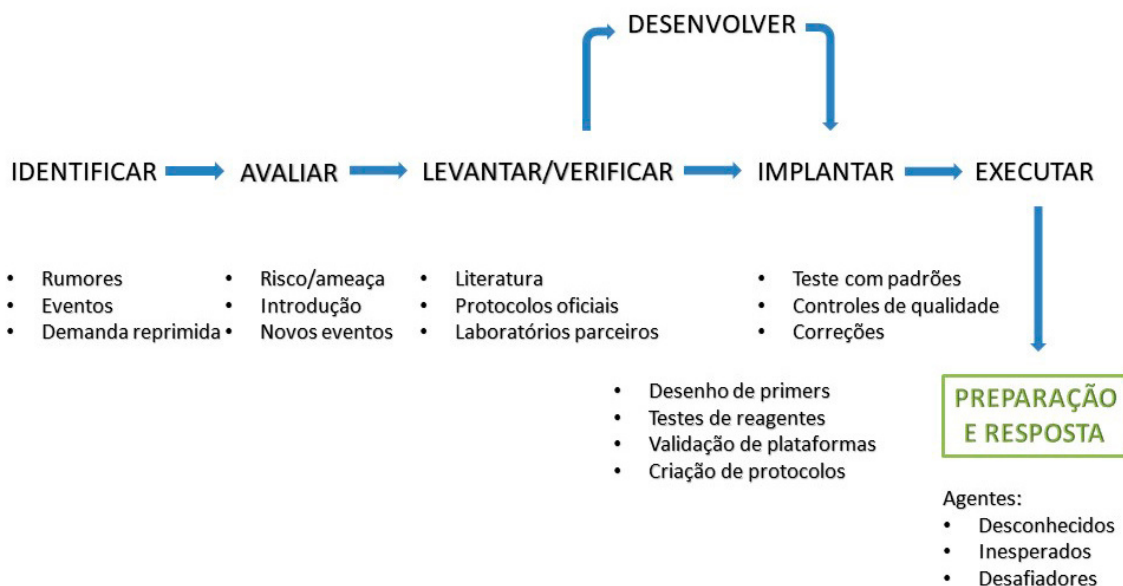 DESENVOLVER
IDENTIFICAR
AVALIAR
LEVANTAR/VERIFICAR
IMPLANTAR
EXECUTAR
• Rumores
• Eventos
• Demanda reprimida
• Risco/ameaça
• Introdução
• Novos eventos
• Literatura
• Protocolos oficiais
• Laboratórios parceiros
• Teste com padrões
• Controles de qualidade
• Correções
• Desenho de primers
• Testes de reagentes
• Validação de plataformas
• Criação de protocolos
PREPARAÇÃO
E RESPOSTA
Agentes:
• Desconhecidos
• Inesperados
• Desafiadores